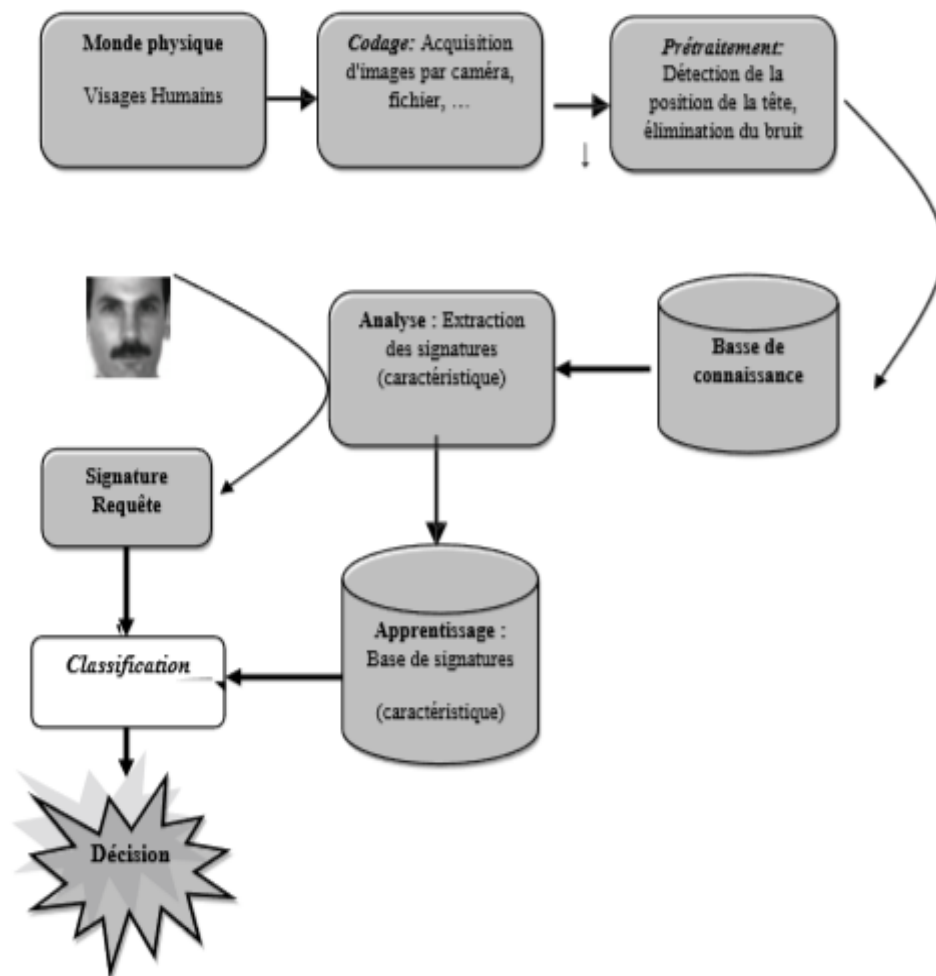 Monde physique
Visages Humains
Codage: Acquisition
d'images par caméra,
fichier, …
Prétraitement:
Détection de la
position de la tête,
élimination du bruit
Analyse : Extraction
des signatures
(caractéristique)
Basse de
connaissance
Signature
Requête
Apprentissage :
Base de signatures
(caractéristique)
Classification
Décision